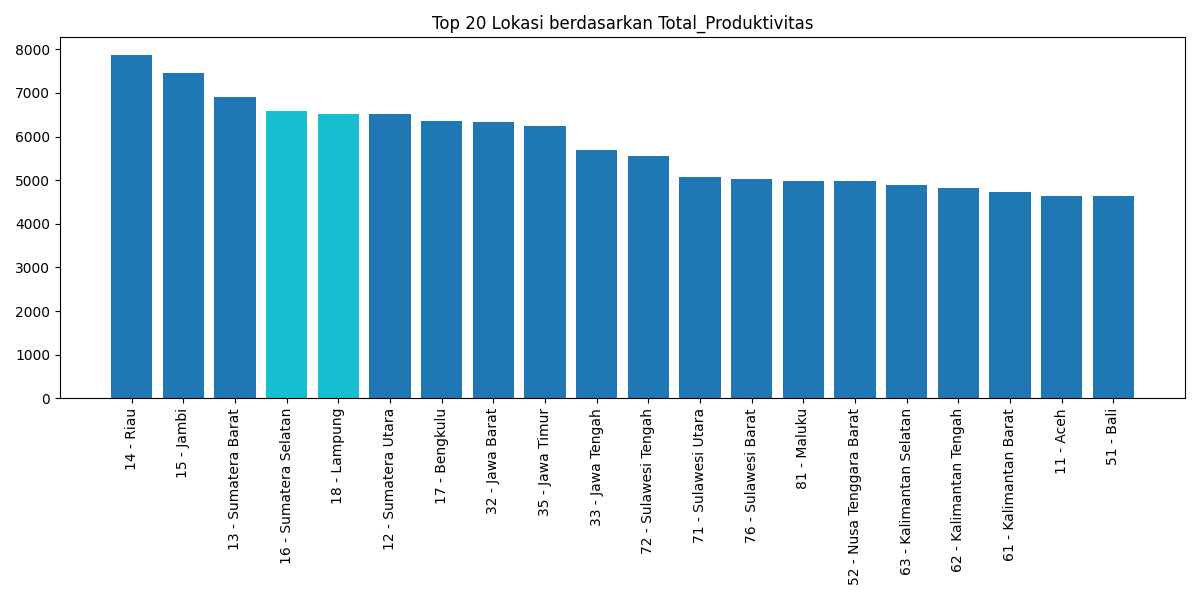 Top 20 Lokasi berdasarkan Total_Produktivitas
8000
7000
6000
5000
4000
3000
2000
1000
0
14 - Riau
15 - Jambi
13 - Sumatera Barat
16 - Sumatera Selatan
18 - Lampung
12 - Sumatera Utara
17 - Bengkulu
32 - Jawa Barat
35 - Jawa Timur
33 - Jawa Tengah
72 - Sulawesi Tengah
71 - Sulawesi Utara
76 - Sulawesi Barat
81 - Maluku
52 - Nusa Tenggara Barat
63 - Kalimantan Selatan
62 - Kalimantan Tengah
61 - Kalimantan Barat
11 - Aceh
51 - Bali